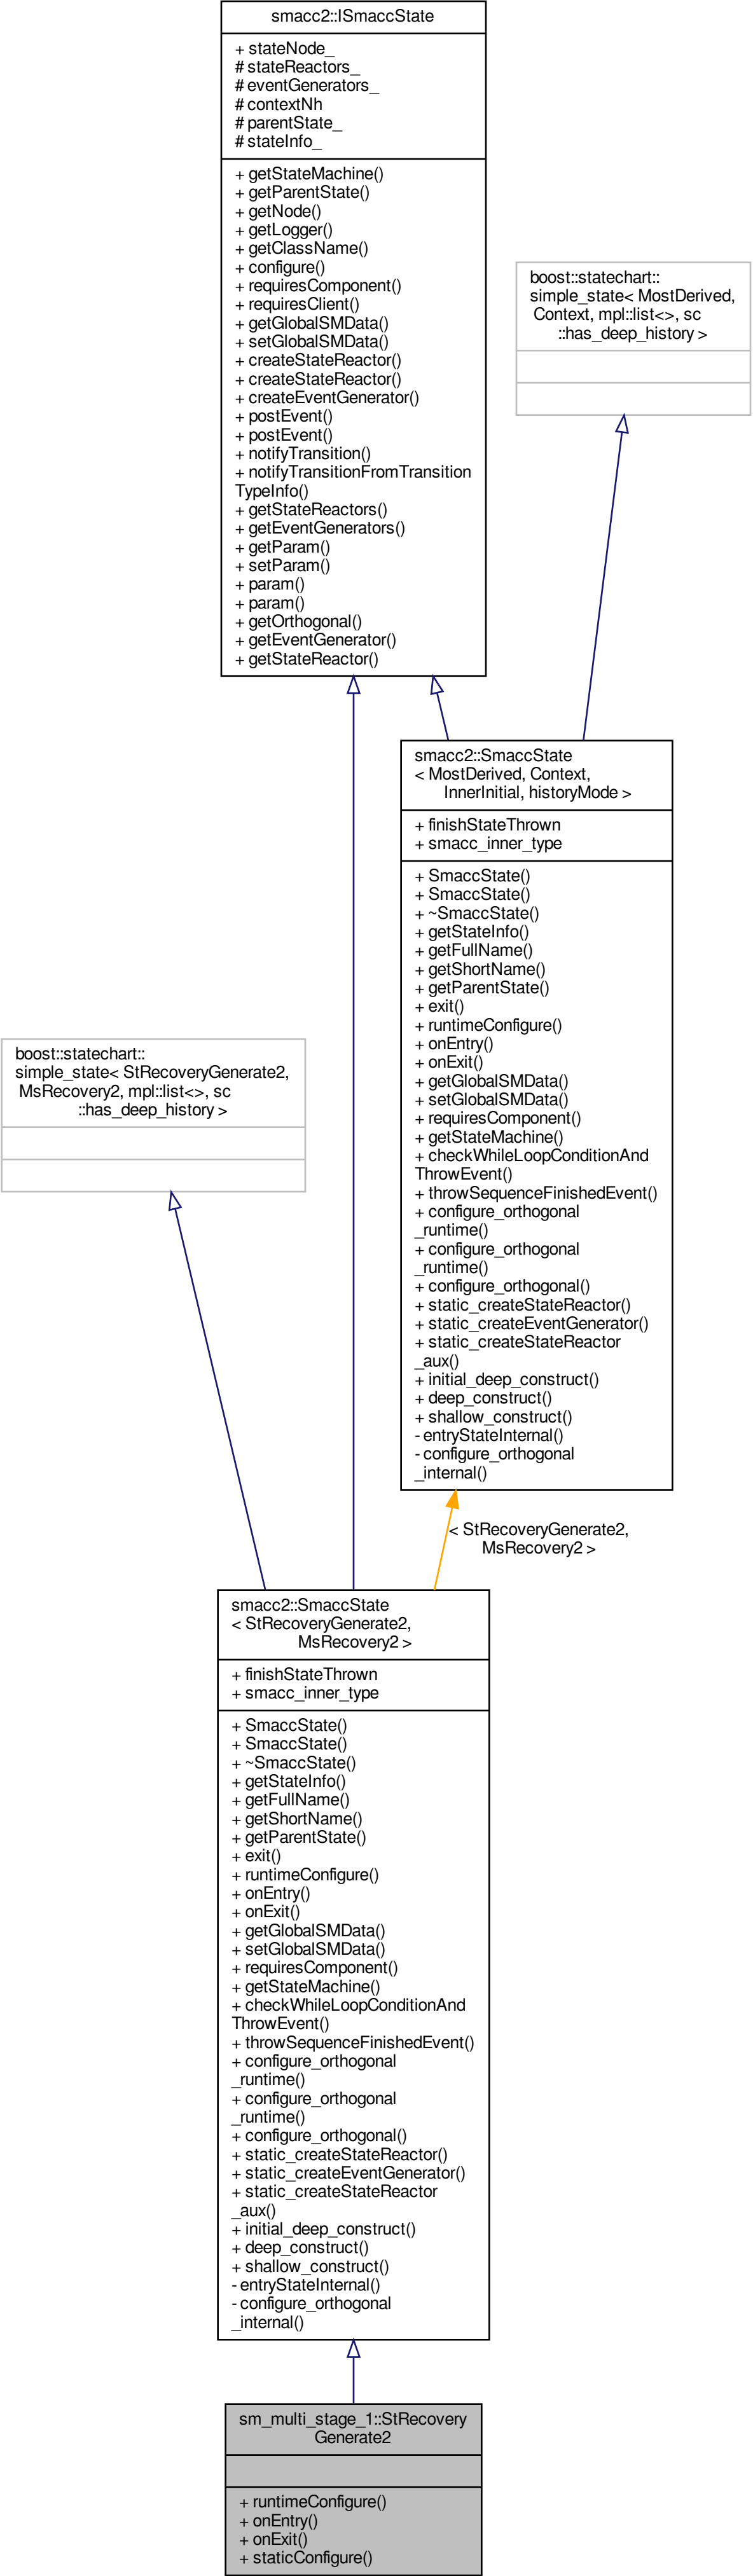 smacc2::ISmaccState
+ stateNode_
# stateReactors_
# eventGenerators_
# contextNh
# parentState_
# stateInfo_
+ getStateMachine()
+ getParentState()
+ getNode()
+ getLogger()
+ getClassName()
+ configure()
+ requiresComponent()
+ requiresClient()
+ getGlobalSMData()
+ setGlobalSMData()
+ createStateReactor()
+ createStateReactor()
+ createEventGenerator()
+ postEvent()
+ postEvent()
+ notifyTransition()
+ notifyTransitionFromTransition
TypeInfo()
+ getStateReactors()
+ getEventGenerators()
+ getParam()
+ setParam()
+ param()
+ param()
+ getOrthogonal()
+ getEventGenerator()
+ getStateReactor()
boost::statechart::
simple_state< MostDerived,
Context, mpl::list<>, sc
::has_deep_history >
smacc2::SmaccState
< MostDerived, Context,
InnerInitial, historyMode >
+ finishStateThrown
+ smacc_inner_type
+ SmaccState()
+ SmaccState()
+ ~SmaccState()
+ getStateInfo()
+ getFullName()
+ getShortName()
+ getParentState()
+ exit()
+ runtimeConfigure()
+ onEntry()
+ onExit()
+ getGlobalSMData()
+ setGlobalSMData()
+ requiresComponent()
+ getStateMachine()
+ checkWhileLoopConditionAnd
ThrowEvent()
+ throwSequenceFinishedEvent()
+ configure_orthogonal
_runtime()
+ configure_orthogonal
_runtime()
+ configure_orthogonal()
+ static_createStateReactor()
+ static_createEventGenerator()
+ static_createStateReactor
_aux()
+ initial_deep_construct()
+ deep_construct()
+ shallow_construct()
- entryStateInternal()
- configure_orthogonal
_internal()
boost::statechart::
simple_state< StRecoveryGenerate2,
MsRecovery2, mpl::list<>, sc
::has_deep_history >
< StRecoveryGenerate2,
MsRecovery2 >
smacc2::SmaccState
< StRecoveryGenerate2,
MsRecovery2 >
+ finishStateThrown
+ smacc_inner_type
+ SmaccState()
+ SmaccState()
+ ~SmaccState()
+ getStateInfo()
+ getFullName()
+ getShortName()
+ getParentState()
+ exit()
+ runtimeConfigure()
+ onEntry()
+ onExit()
+ getGlobalSMData()
+ setGlobalSMData()
+ requiresComponent()
+ getStateMachine()
+ checkWhileLoopConditionAnd
ThrowEvent()
+ throwSequenceFinishedEvent()
+ configure_orthogonal
_runtime()
+ configure_orthogonal
_runtime()
+ configure_orthogonal()
+ static_createStateReactor()
+ static_createEventGenerator()
+ static_createStateReactor
_aux()
+ initial_deep_construct()
+ deep_construct()
+ shallow_construct()
- entryStateInternal()
- configure_orthogonal
_internal()
sm_multi_stage_1::StRecovery
Generate2
+ runtimeConfigure()
+ onEntry()
+ onExit()
+ staticConfigure()